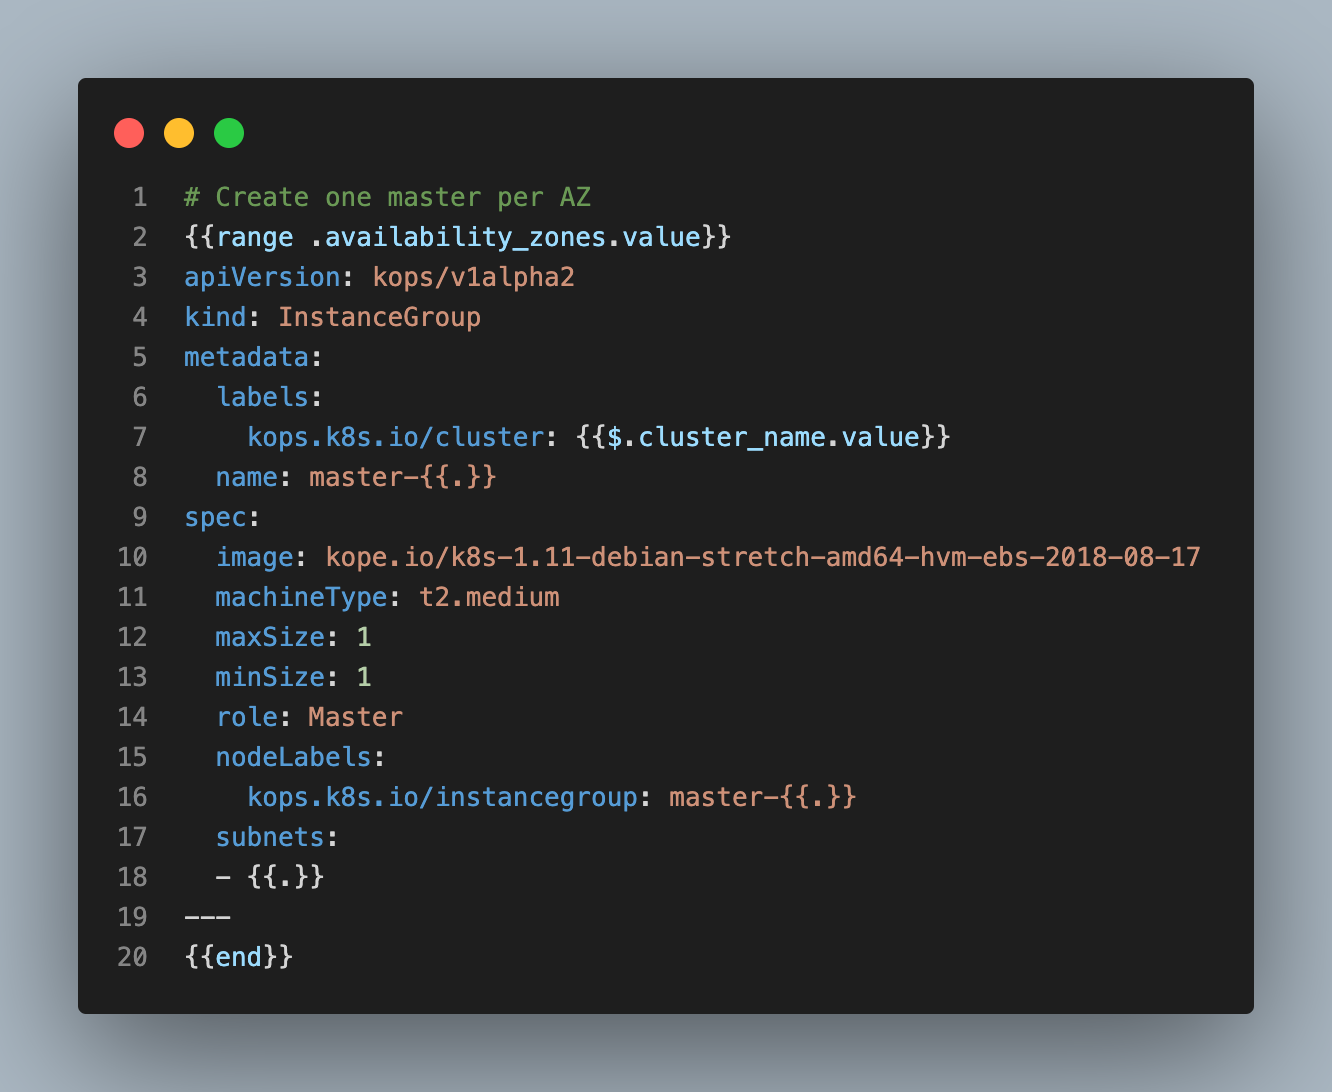 1 # Create one master per AZ
2 {{range .availability_zones.value}}
3 apiVersion: kops/v1alpha2
4 kind: InstanceGroup
5 metadata:
6   labels:
7     kops.k8s.io/cluster: {{$.cluster_name.value}}
8   name: master-{{.}}
9 spec:
10   image: kope.io/k8s-1.11-debian-stretch-amd64-hvm-ebs-2018-08-17
11   machineType: t2.medium
12   maxSize: 1
13   minSize: 1
14   role: Master
15   nodeLabels:
16     kops.k8s.io/instancegroup: master-{{.}}
17   subnets:
18   - {{.}}
19 ---
20 {{end}}